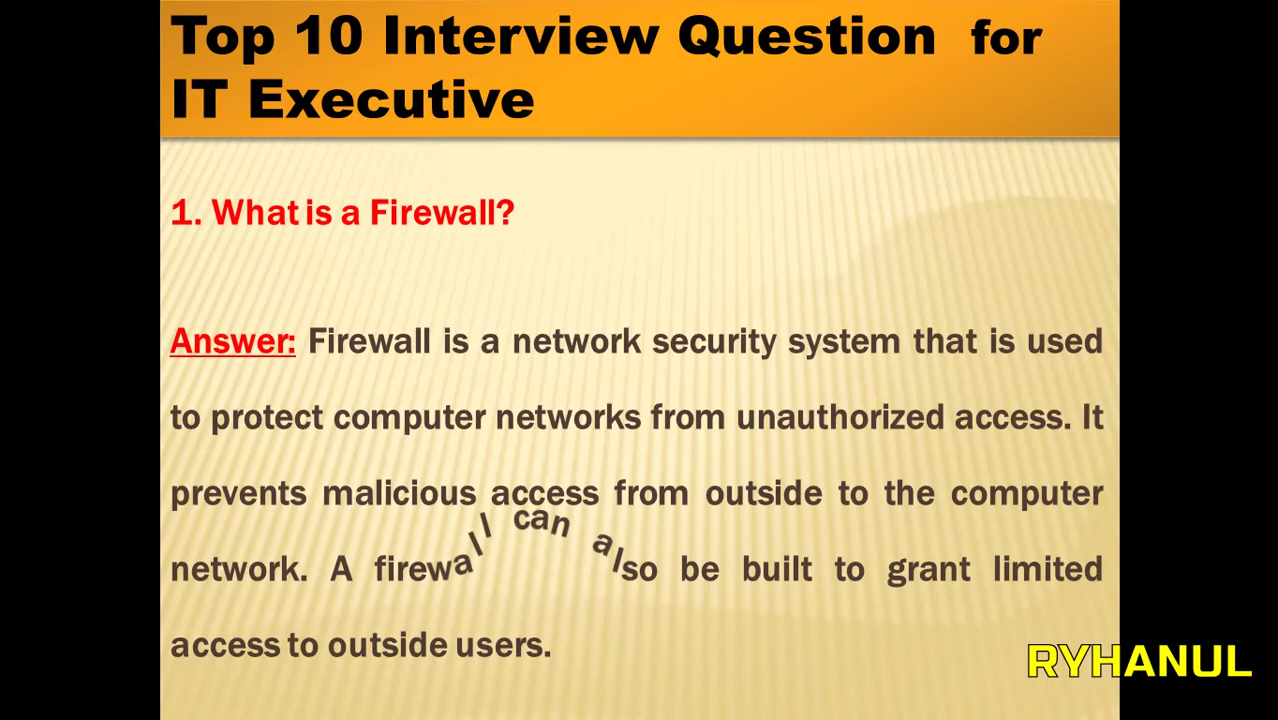 Top 10 Interview Question for
IT Executive
1. What is a Firewall?
Answer: Firewall is a network security system that is used
to protect computer networks from unauthorized access. It
prevents malicious access from outside to the computer
network. A firewall can also be built to grant limited
access to outside users.
RYHANUL